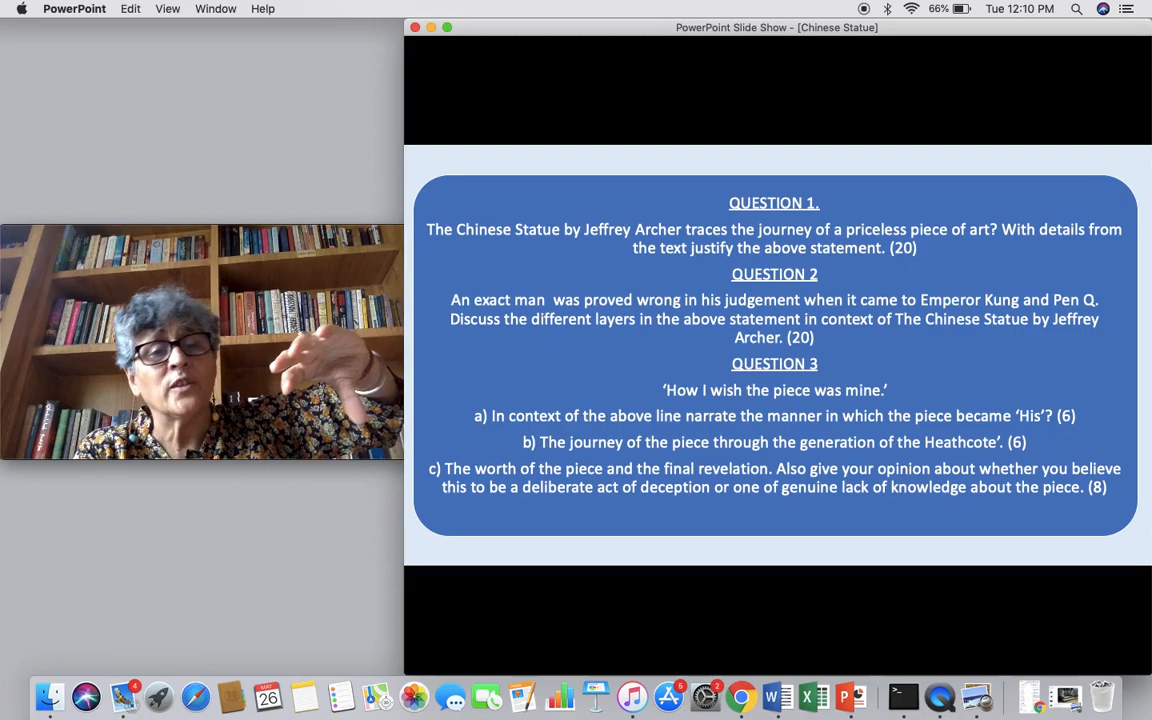 PowerPoint Edit View Window Help 66% Tue 12:10 PM
PowerPoint Slide Show - [Chinese Statue]
QUESTION 1.
The Chinese Statue by Jeffrey Archer traces the journey of a priceless piece of art? With details from
the text justify the above statement. (20)
QUESTION 2
An exact man was proved wrong in his judgement when it came to Emperor Kung and Pen Q.
Discuss the different layers in the above statement in context of The Chinese Statue by Jeffrey
Archer. (20)
QUESTION 3
‘How I wish the piece was mine.’
a) In context of the above line narrate the manner in which the piece became ‘His’? (6)
b) The journey of the piece through the generation of the Heathcote’. (6)
c) The worth of the piece and the final revelation. Also give your opinion about whether you believe
this to be a deliberate act of deception or one of genuine lack of knowledge about the piece. (8)
4
MAY
26
6
2